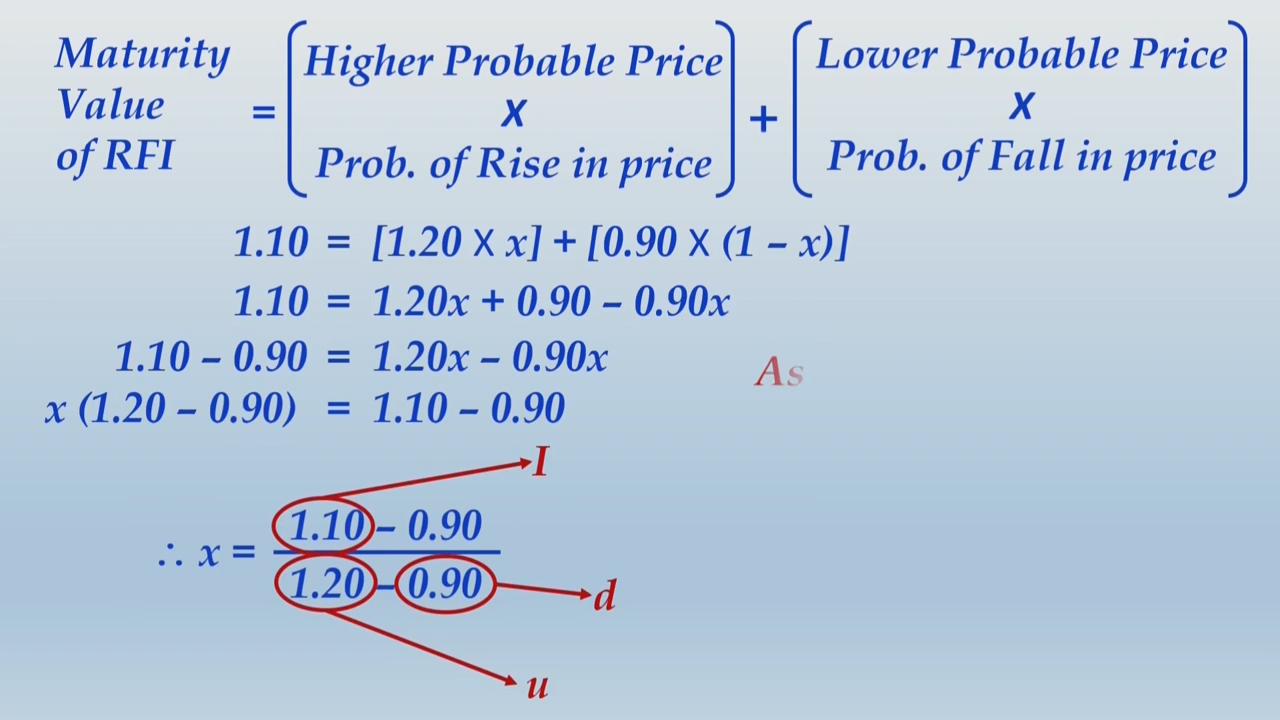 Maturity Value of RFI = (Higher Probable Price X Prob. of Rise in price) + (Lower Probable Price X Prob. of Fall in price)
1.10 = [1.20 X x] + [0.90 X (1 – x)]
1.10 = 1.20x + 0.90 – 0.90x
1.10 – 0.90 = 1.20x – 0.90x
As
x (1.20 – 0.90) = 1.10 – 0.90
I
∴ x = 1.10 – 0.90
1.20 – 0.90
d
u